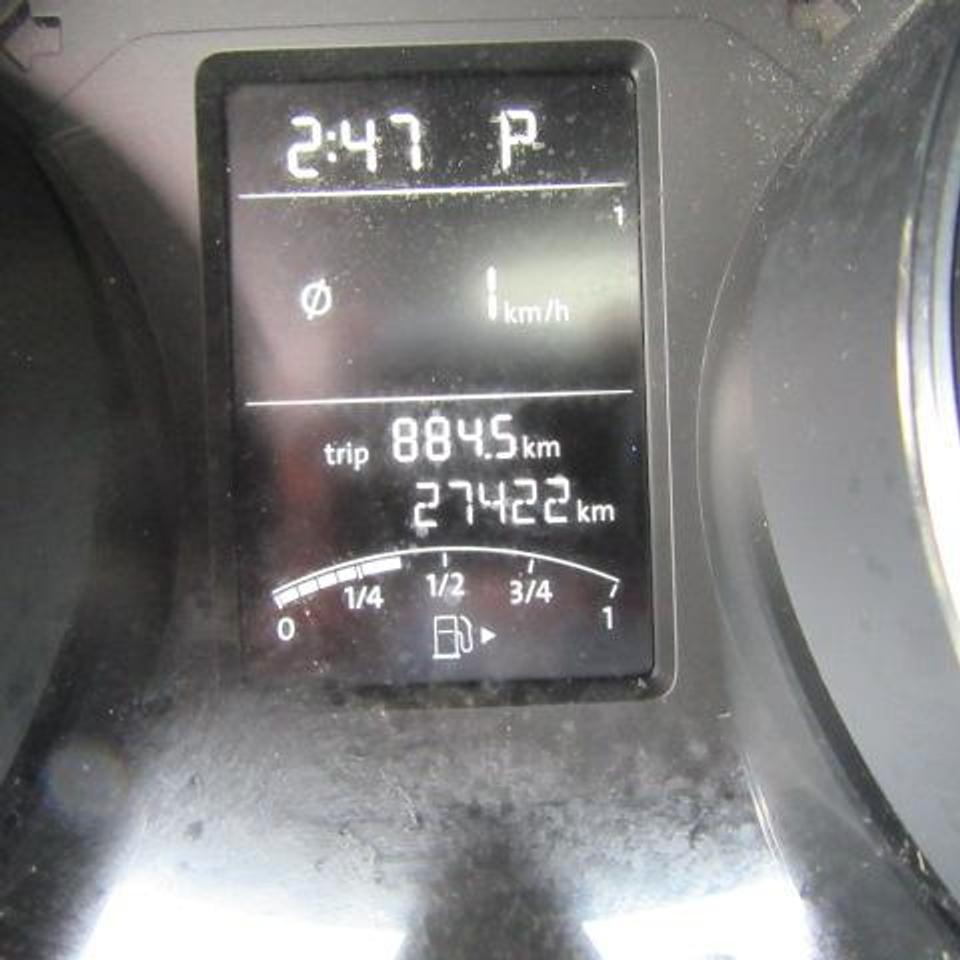 2:47 P
1
Ø 1 km/h
trip 884.5 km
27422 km
0 1/4 1/2 3/4 1